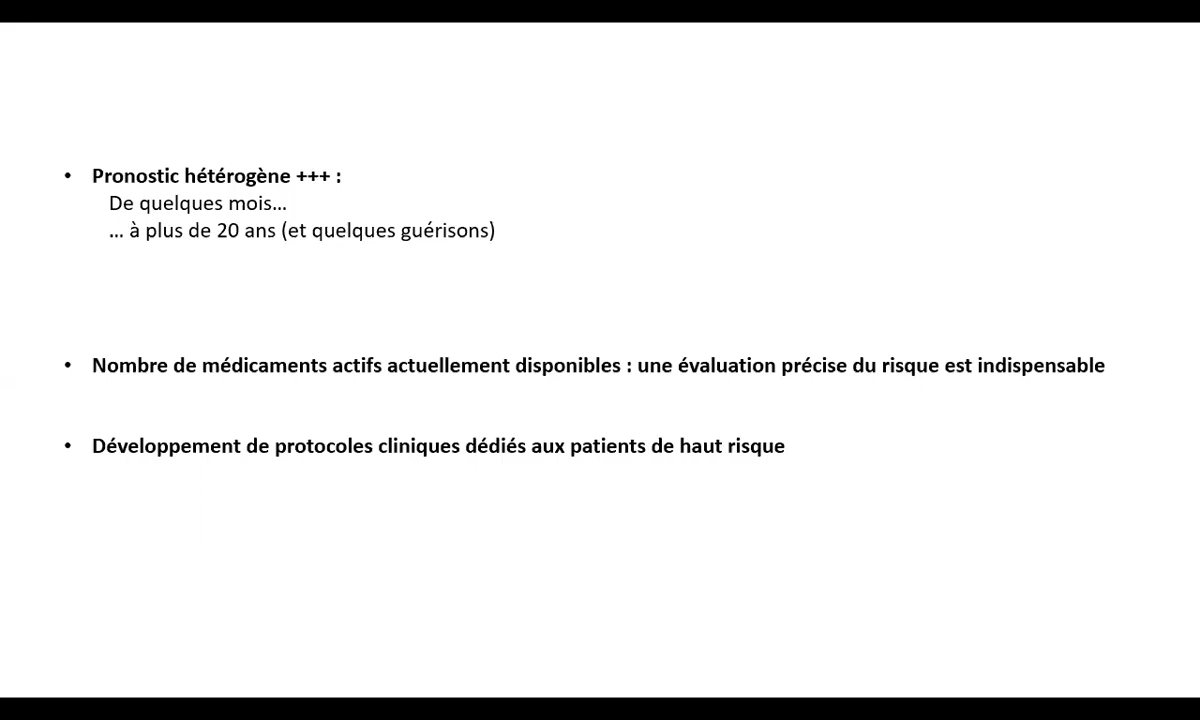 • Pronostic hétérogène +++ :
De quelques mois...
... à plus de 20 ans (et quelques guérisons)
• Nombre de médicaments actifs actuellement disponibles : une évaluation précise du risque est indispensable
• Développement de protocoles cliniques dédiés aux patients de haut risque